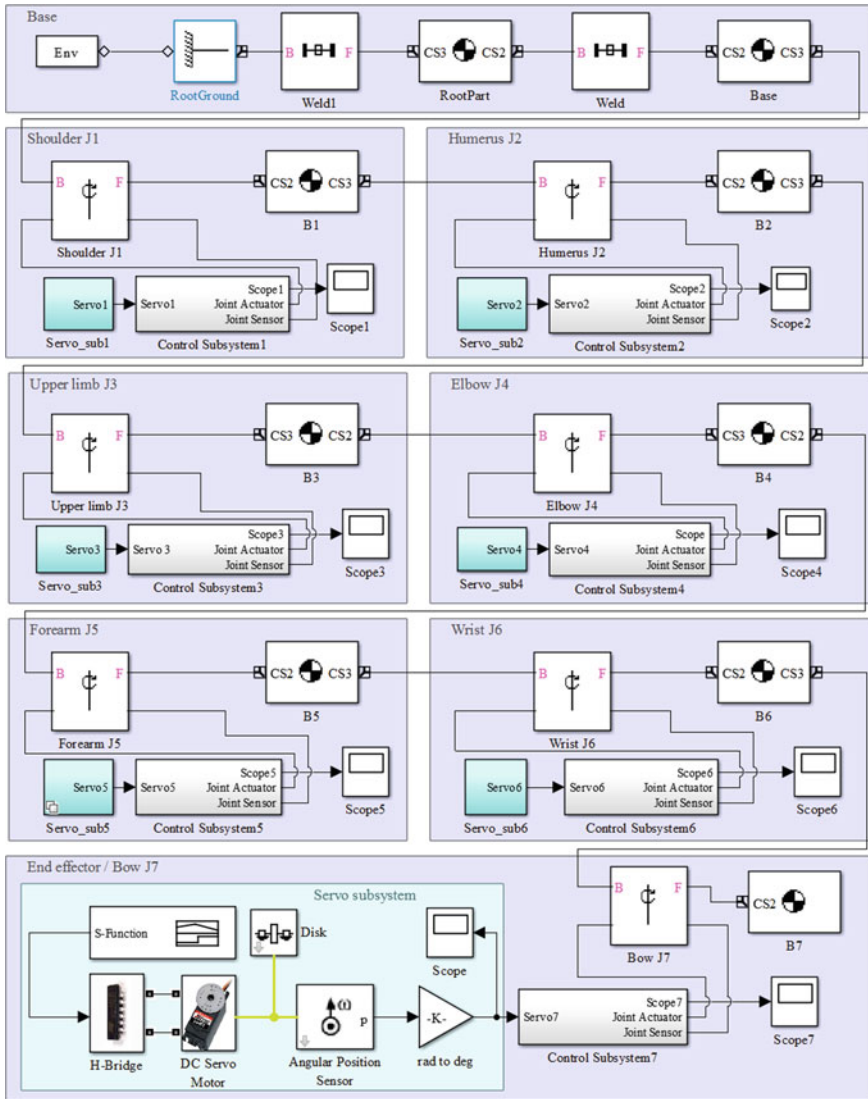 Base
Env
RootGround
B F
Weld1
CS3 CS2
RootPart
B F
Weld
CS2 CS3
Base
Shoulder J1
B F
Shoulder J1
CS2 CS3
B1
Servo1
Servo_sub1
Servo1
Scope1
Joint Actuator
Joint Sensor
Control Subsystem1
Scope1
Humerus J2
B F
Humerus J2
CS2 CS3
B2
Servo2
Servo_sub2
Servo2
Scope2
Joint Actuator
Joint Sensor
Control Subsystem2
Scope2
Upper limb J3
B F
Upper limb J3
CS3 CS2
B3
Servo3
Servo_sub3
Servo 3
Scope3
Joint Actuator
Joint Sensor
Control Subsystem3
Scope3
Elbow J4
B F
Elbow J4
CS3 CS2
B4
Servo4
Servo_sub4
Servo4
Scope
Joint Actuator
Joint Sensor
Control Subsystem4
Scope4
Forearm J5
B F
Forearm J5
CS2 CS3
B5
Servo5
Servo_sub5
Servo5
Scope5
Joint Actuator
Joint Sensor
Control Subsystem5
Scope5
Wrist J6
B F
Wrist J6
CS2 CS3
B6
Servo6
Servo_sub6
Servo6
Scope6
Joint Actuator
Joint Sensor
Control Subsystem6
Scope6
End effector / Bow J7
Servo subsystem
S-Function
Disk
Scope
H-Bridge
DC Servo
Motor
p
Angular Position
Sensor
-K-
rad to deg
B F
Bow J7
CS2
B7
Servo7
Scope7
Joint Actuator
Joint Sensor
Control Subsystem7
Scope7